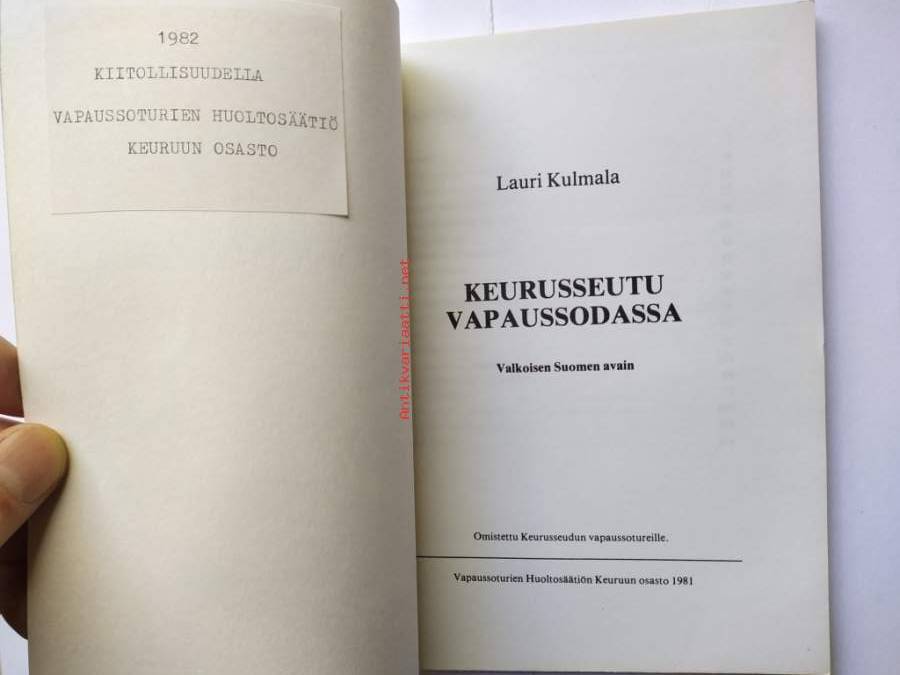 1982
KIITOLLISUUDELLA
VAPAUSSOTURIEN HUOLTOSÄÄTIÖ
KEURUUN OSASTO
Antikvariaatti.net
Lauri Kulmala
KEURUSSEUTU
VAPAUSSODASSA
Valkoisen Suomen avain
Omistettu Keurusseudun vapaussotureille.
Vapaussoturien Huoltosäätiön Keuruun osasto 1981